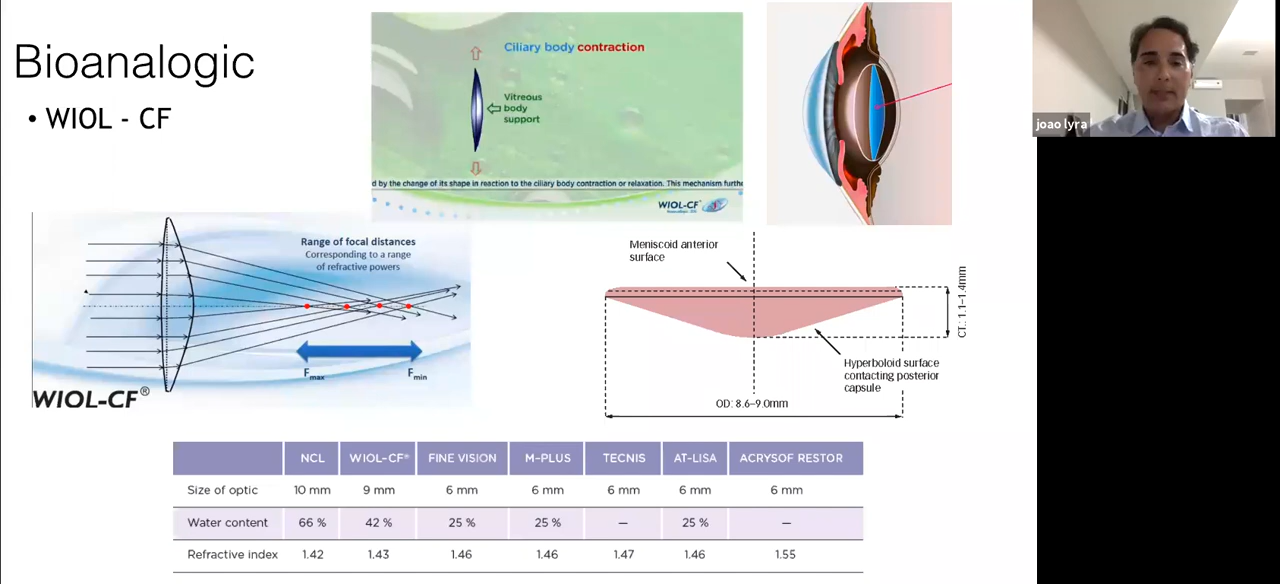 Bioanalogic
• WIOL - CF
Ciliary body contraction
Vitreous
body
support
d by the change of its shape in reaction to the ciliary body contraction or relaxation. This mechanism furthe
WIOL-CF
joao lyra
Range of focal distances
Corresponding to a range
of refractive powers
Fmax
Fmin
WIOL-CF®
Meniscoid anterior
surface
CT: 1.1–1.4mm
Hyperboloid surface
contacting posterior
capsule
OD: 8.6–9.0mm
NCL WIOL-CF® FINE VISION M-PLUS TECNIS AT-LISA ACRYSOF RESTOR
Size of optic 10 mm 9 mm 6 mm 6 mm 6 mm 6 mm 6 mm
Water content 66 % 42 % 25 % 25 % — 25 % —
Refractive index 1.42 1.43 1.46 1.46 1.47 1.46 1.55